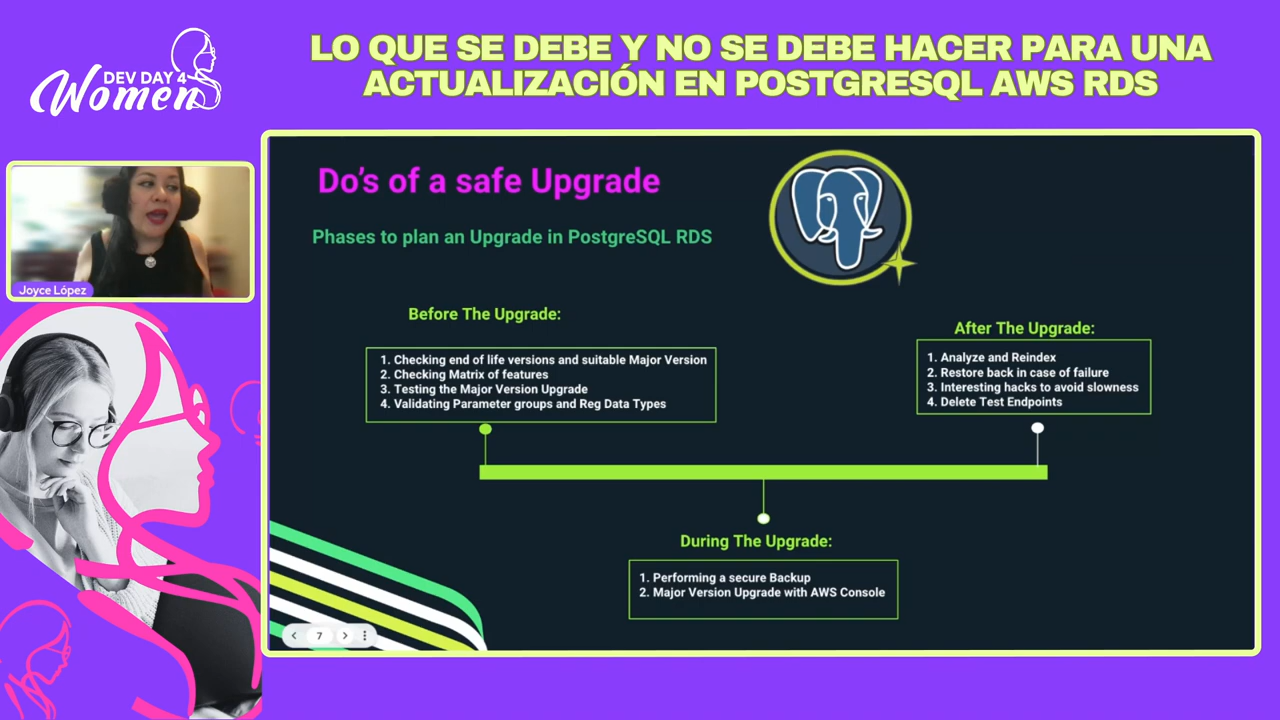 DEV DAY 4
Women
LO QUE SE DEBE Y NO SE DEBE HACER PARA UNA
ACTUALIZACIÓN EN POSTGRESQL AWS RDS
Joyce López
Do's of a safe Upgrade
Phases to plan an Upgrade in PostgreSQL RDS
Before The Upgrade:
1. Checking end of life versions and suitable Major Version
2. Checking Matrix of features
3. Testing the Major Version Upgrade
4. Validating Parameter groups and Reg Data Types
After The Upgrade:
1. Analyze and Reindex
2. Restore back in case of failure
3. Interesting hacks to avoid slowness
4. Delete Test Endpoints
During The Upgrade:
1. Performing a secure Backup
2. Major Version Upgrade with AWS Console
7